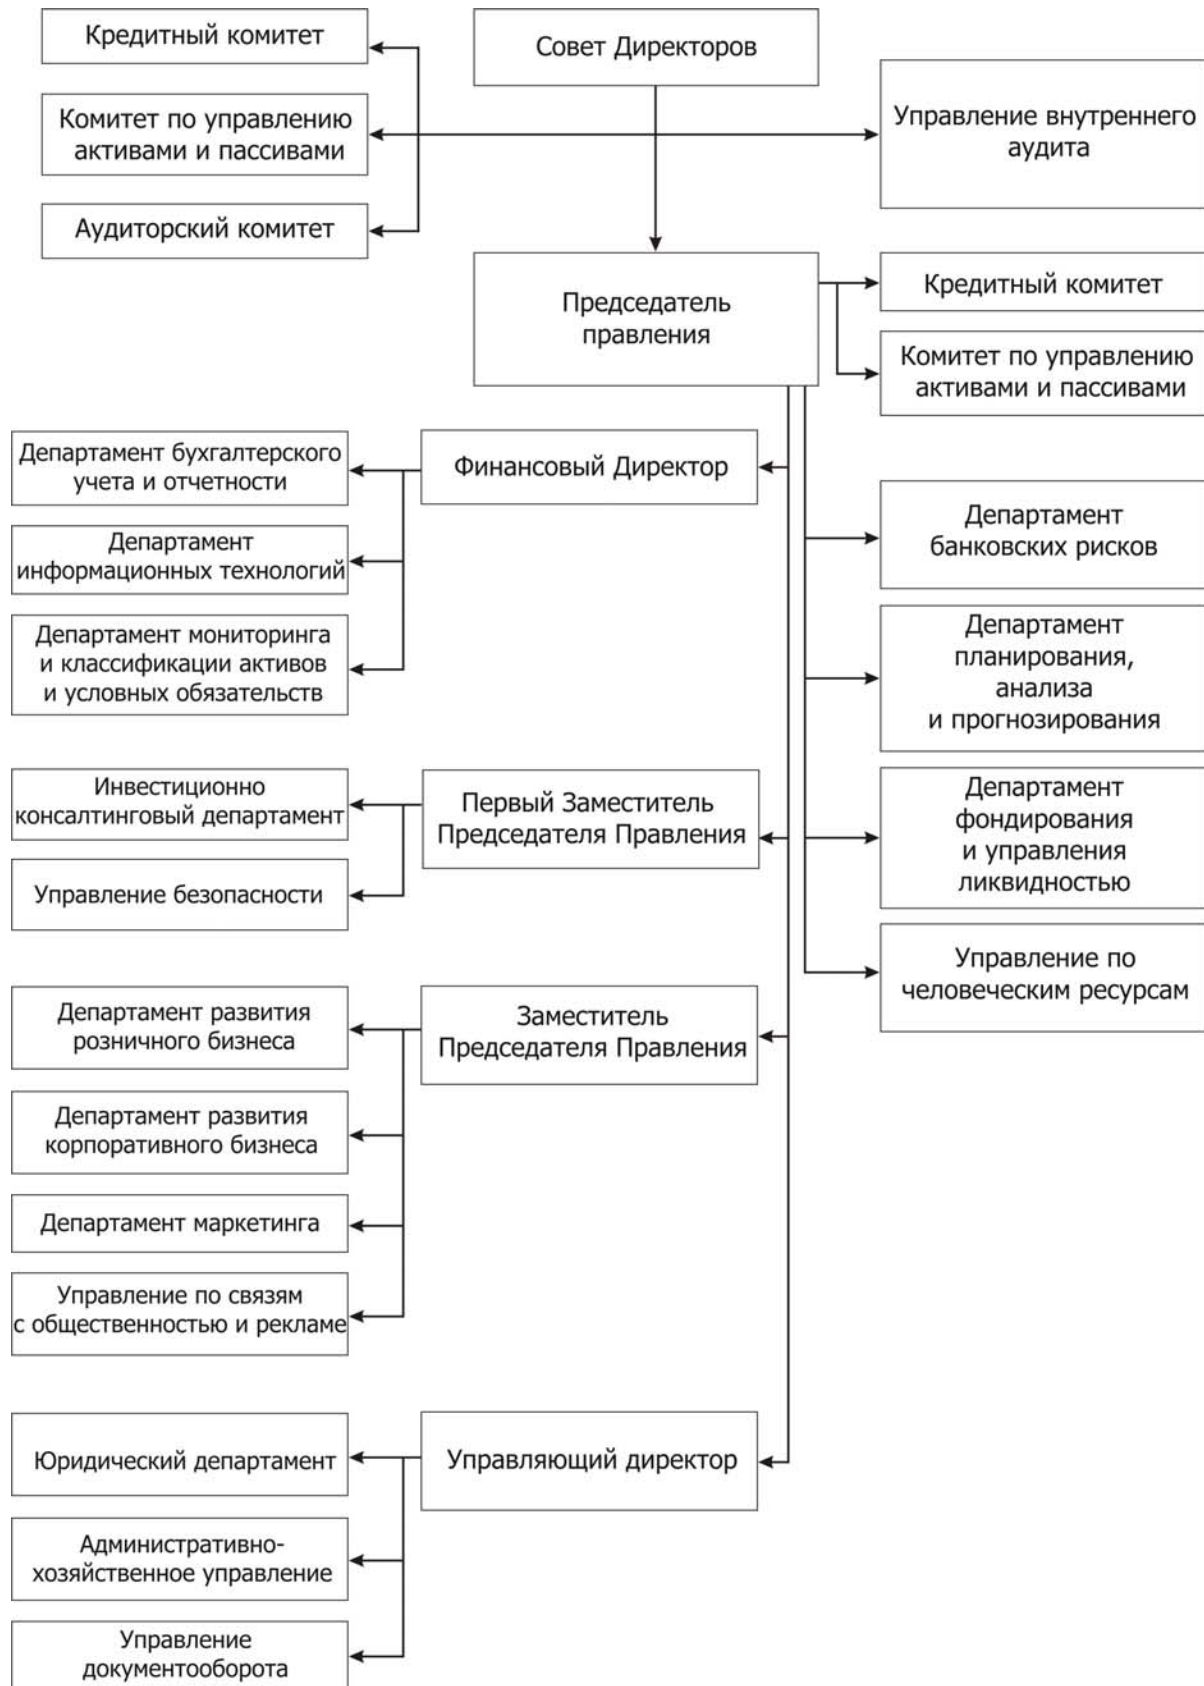 Кредитный комитет
Совет Директоров
Комитет по управлению
активами и пассивами
Управление внутреннего
аудита
Аудиторский комитет
Председатель
правления
Кредитный комитет
Комитет по управлению
активами и пассивами
Департамент бухгалтерского
учета и отчетности
Финансовый Директор
Департамент
информационных технологий
Департамент
банковских рисков
Департамент мониторинга
и классификации активов
и условных обязательств
Департамент
планирования,
анализа
и прогнозирования
Инвестиционно
консалтинговый департамент
Первый Заместитель
Председателя Правления
Департамент
фондирования
и управления
ликвидностью
Управление безопасности
Управление по
человеческим ресурсам
Департамент развития
розничного бизнеса
Заместитель
Председателя Правления
Департамент развития
корпоративного бизнеса
Департамент маркетинга
Управление по связям
с общественностью и рекламе
Юридический департамент
Управляющий директор
Административно-
хозяйственное управление
Управление
документооборота